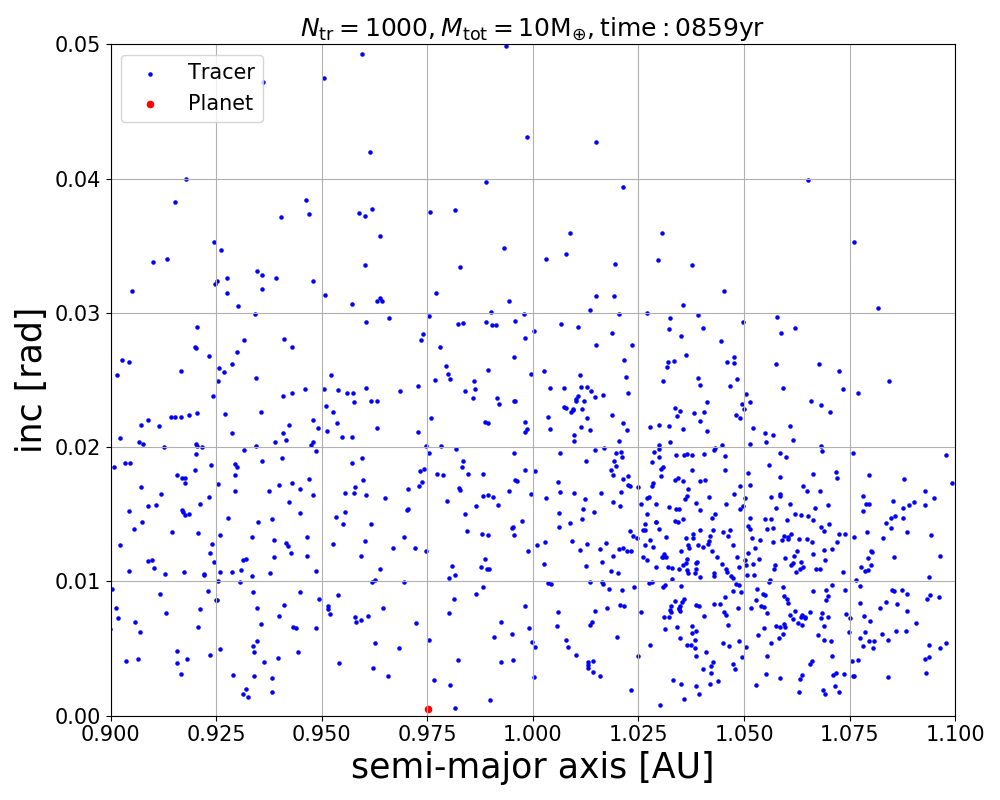 N_tr = 1000, M_tot = 10M_⊕, time : 0859yr
0.05
0.04
0.03
0.02
0.01
0.00
inc [rad]
Tracer
Planet
0.900 0.925 0.950 0.975 1.000 1.025 1.050 1.075 1.100
semi-major axis [AU]